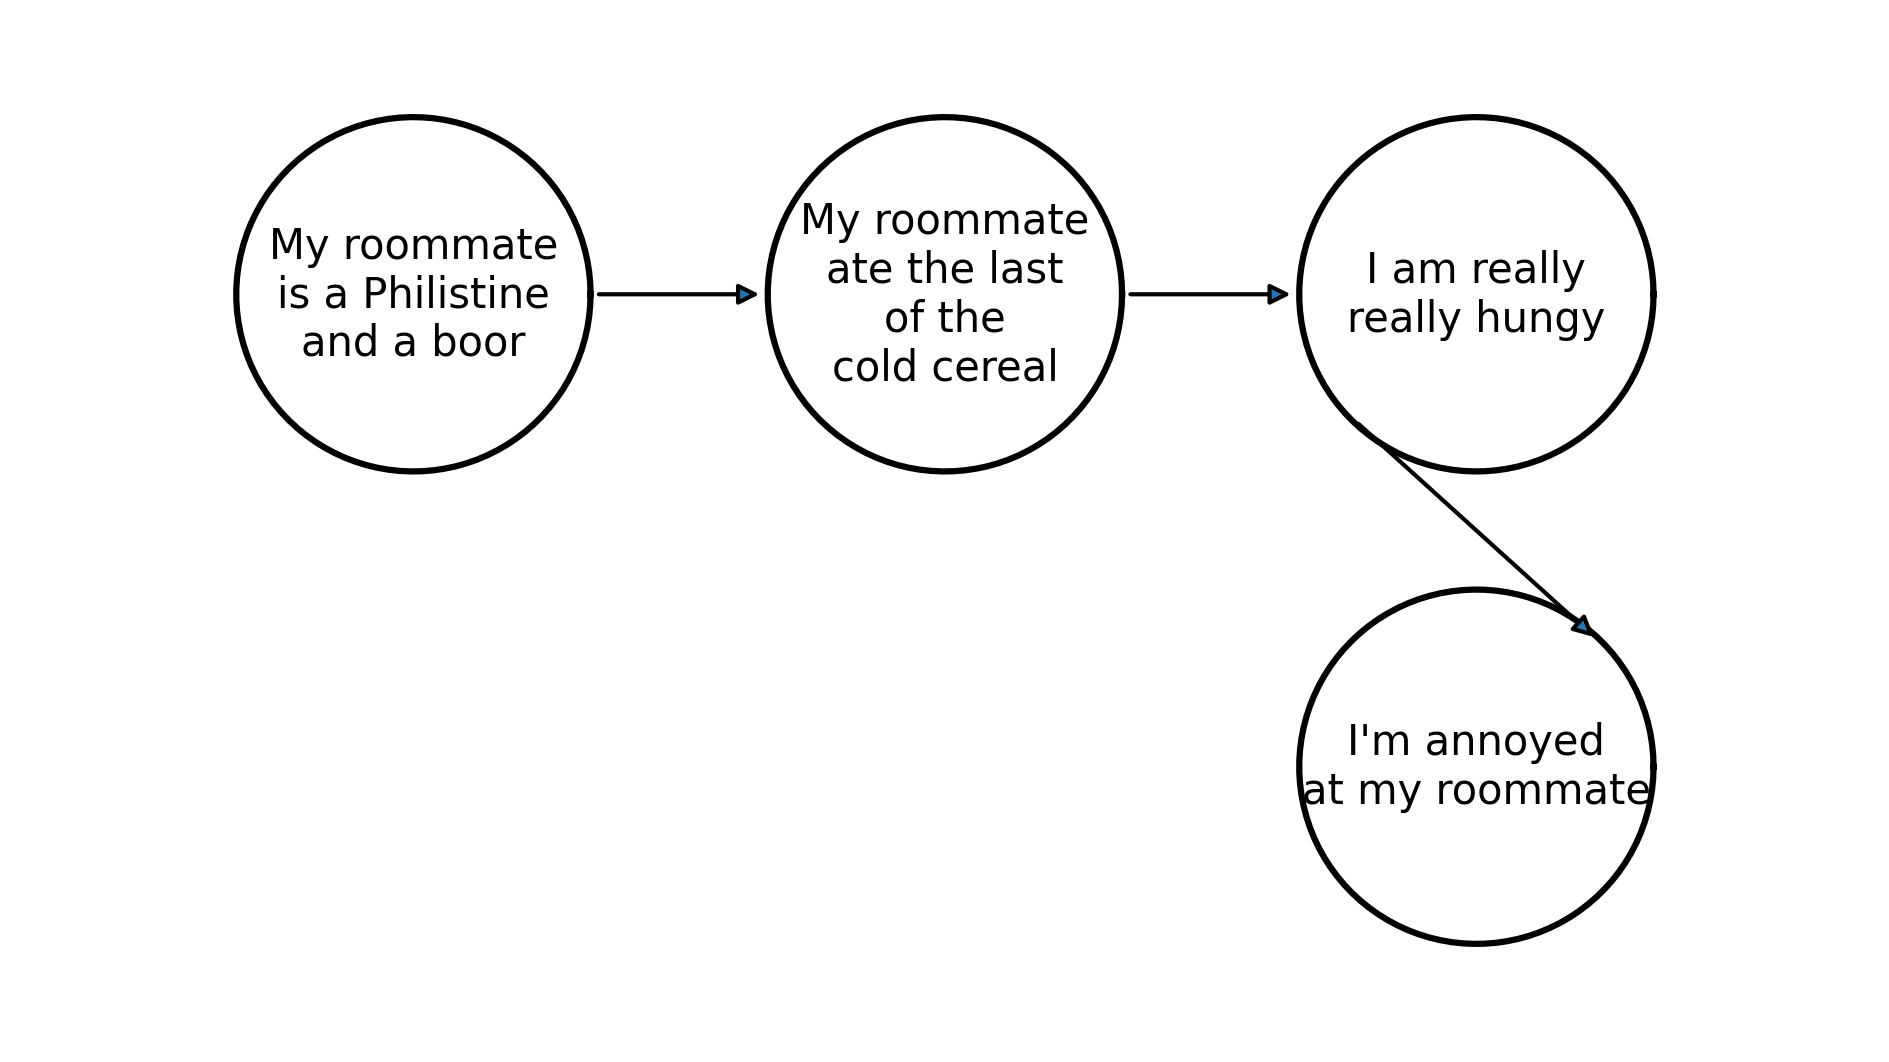 My roommate
is a Philistine
and a boor
My roommate
ate the last
of the
cold cereal
I am really
really hungy
I'm annoyed
at my roommate